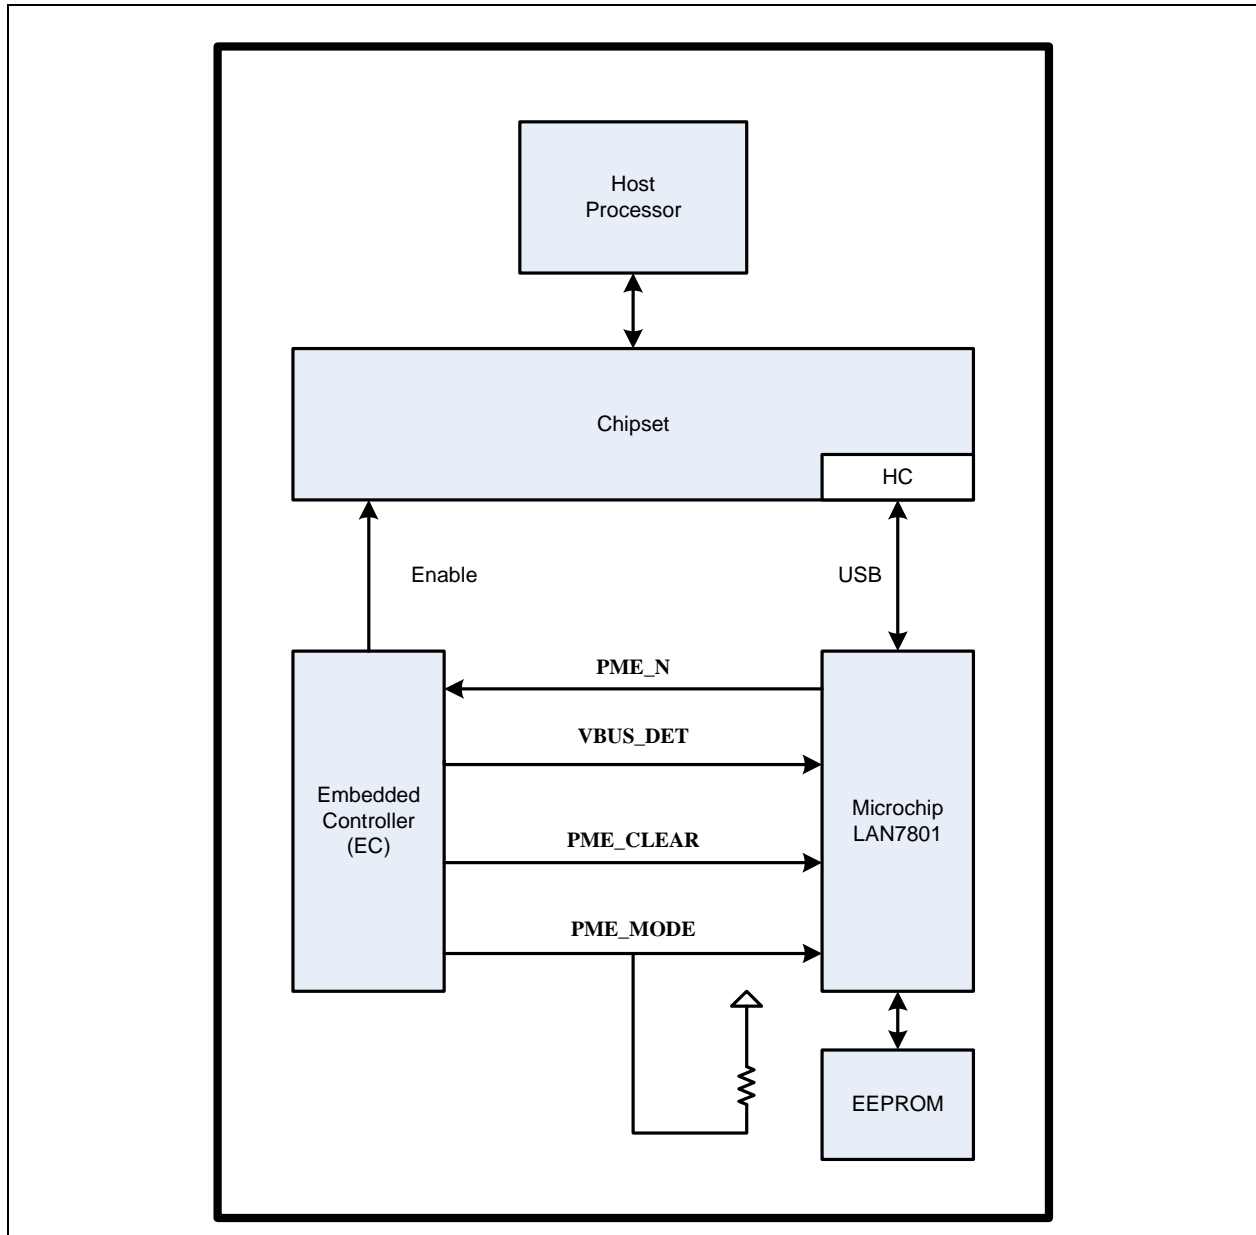 Host
Processor
Chipset
HC
Enable
USB
PME_N
VBUS_DET
Embedded
Controller
(EC)
Microchip
LAN7801
PME_CLEAR
PME_MODE
EEPROM